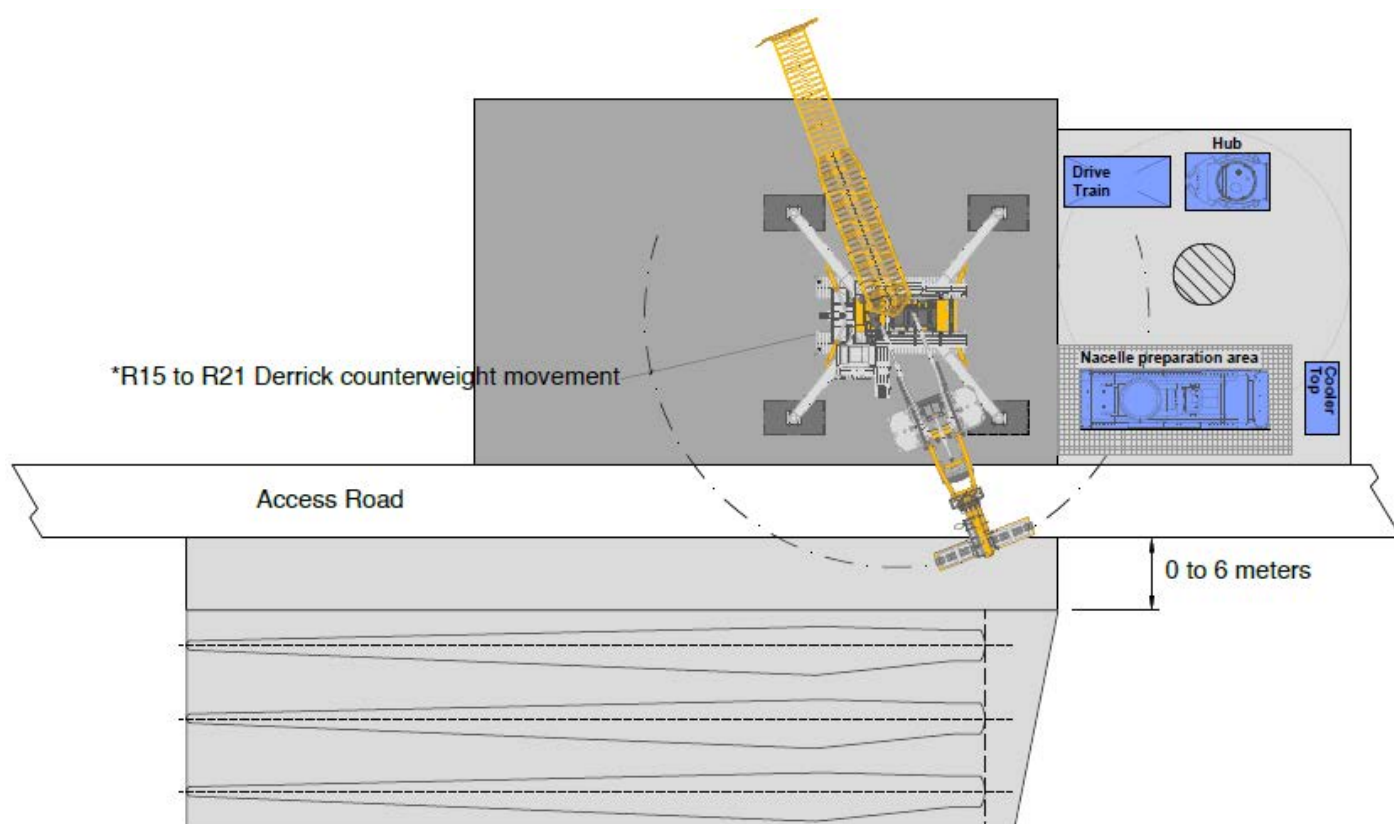 Hub
Drive
Train
*R15 to R21 Derrick counterweight movement
Nacelle preparation area
Cooler
Top
Access Road
0 to 6 meters